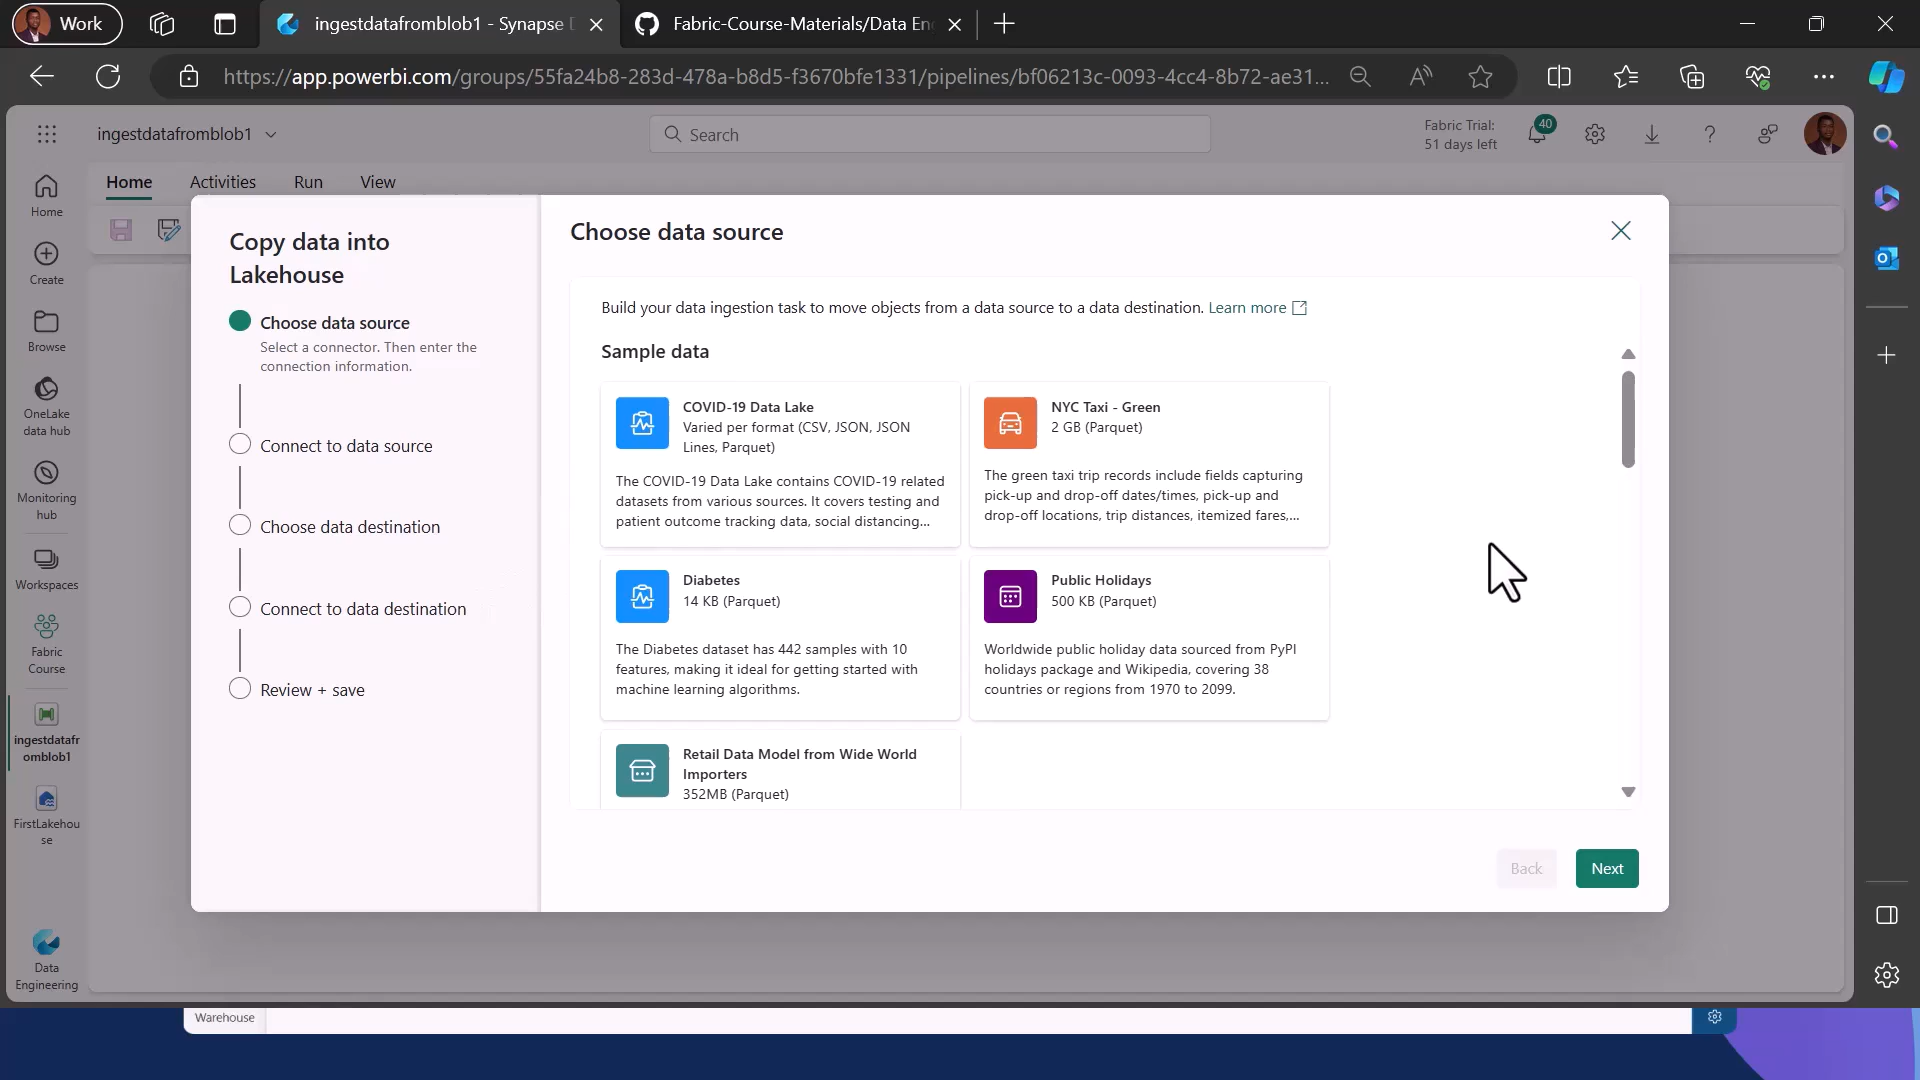 Work
ingestdatafromblob1 - Synapse D
Fabric-Course-Materials/Data En
https://app.powerbi.com/groups/55fa24b8-283d-478a-b8d5-f3670bfe1331/pipelines/bf06213c-0093-4cc4-8b72-ae31...
ingestdatafromblob1
Search
Fabric Trial:
51 days left
40
Home
Activities
Run
View
Home
Create
Browse
OneLake
data hub
Monitoring
hub
Workspaces
Fabric
Course
ingestdatafr
omblob1
FirstLakehou
se
Data
Engineering
Copy data into
Lakehouse
Choose data source
Select a connector. Then enter the
connection information.
Connect to data source
Choose data destination
Connect to data destination
Review + save
Choose data source
Build your data ingestion task to move objects from a data source to a data destination. Learn more
Sample data
COVID-19 Data Lake
Varied per format (CSV, JSON, JSON
Lines, Parquet)
The COVID-19 Data Lake contains COVID-19 related
datasets from various sources. It covers testing and
patient outcome tracking data, social distancing...
NYC Taxi - Green
2 GB (Parquet)
The green taxi trip records include fields capturing
pick-up and drop-off dates/times, pick-up and
drop-off locations, trip distances, itemized fares,...
Diabetes
14 KB (Parquet)
The Diabetes dataset has 442 samples with 10
features, making it ideal for getting started with
machine learning algorithms.
Public Holidays
500 KB (Parquet)
Worldwide public holiday data sourced from PyPI
holidays package and Wikipedia, covering 38
countries or regions from 1970 to 2099.
Retail Data Model from Wide World
Importers
352MB (Parquet)
Back
Next
Warehouse